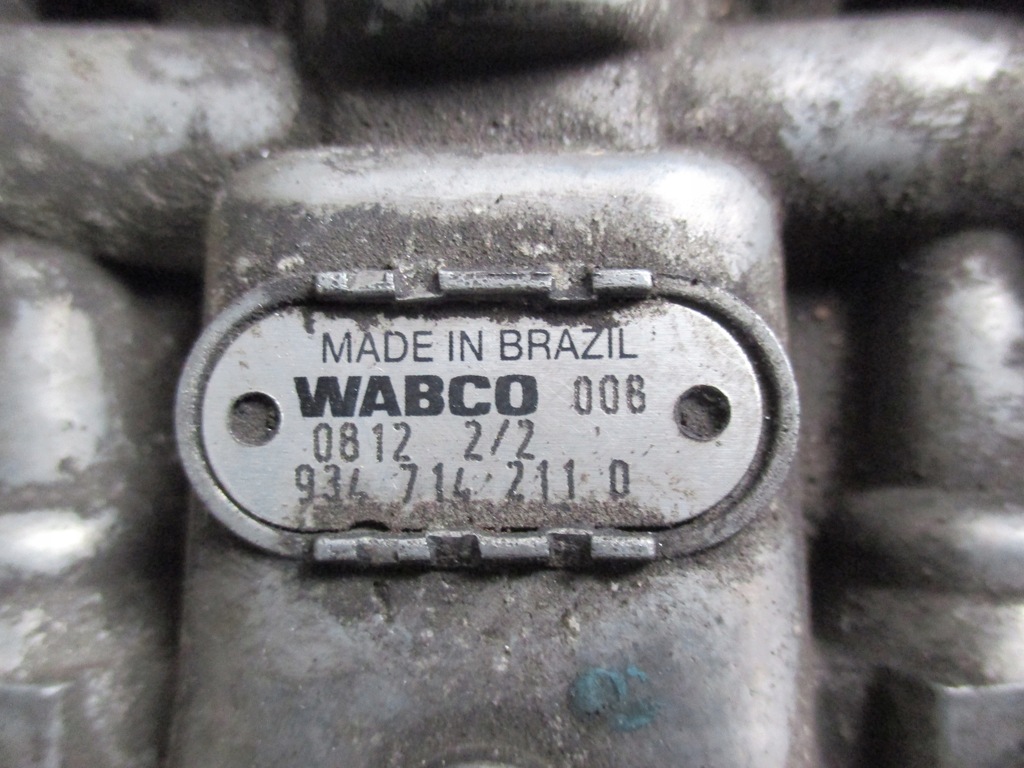 MADE IN BRAZIL
WABCO 008
0812 2/2
934 714 211 0